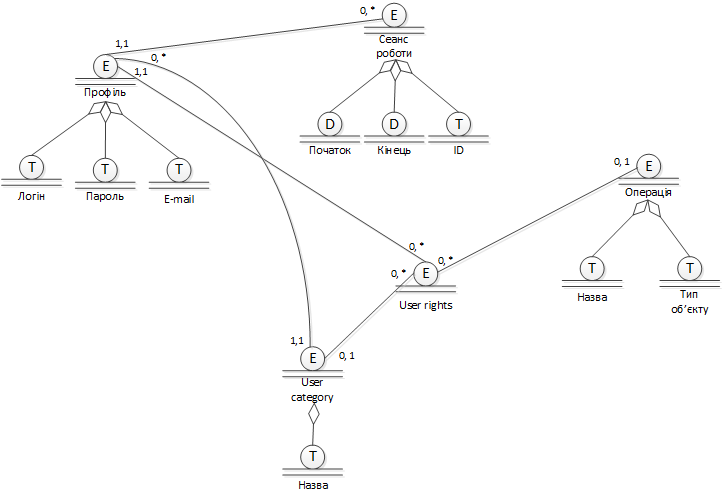 0, *
E
Сеанс
роботи
1,1
E
0, *
1,1
Профіль
D
D
T
Початок
Кінець
ID
T
T
T
Логін
Пароль
E-mail
0, 1
E
Операція
0, *
0, *
0, *
E
User rights
T
T
Назва
Тип
об’єкту
1,1
E
0, 1
User
category
T
Назва